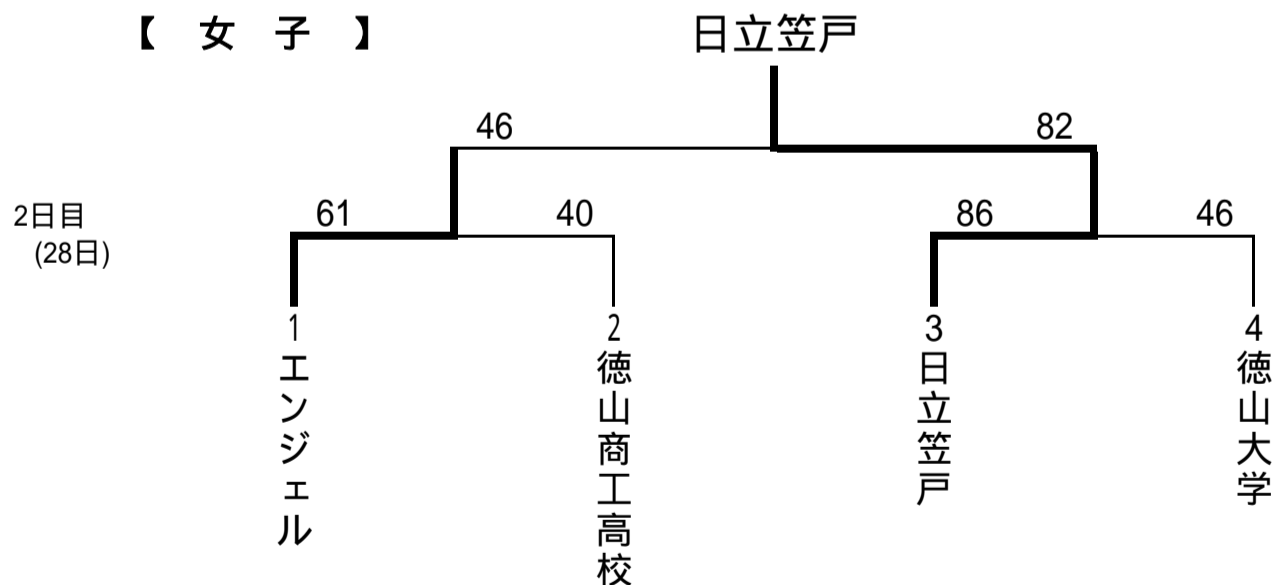 【 女 子 】
日立笠戸
46
82
2日目
(28日)
61
40
86
46
1
2
3
4
エンジェル
徳山商工高校
日立笠戸
徳山大学